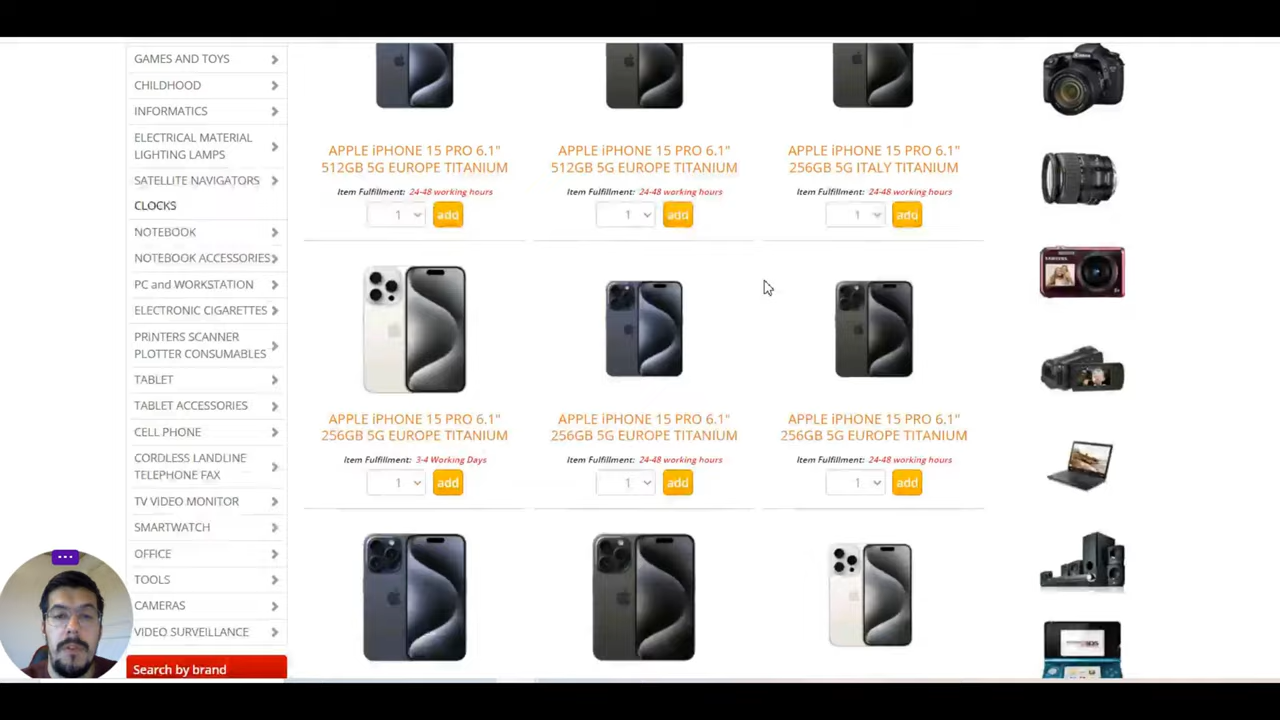 GAMES AND TOYS
CHILDHOOD
INFORMATICS
ELECTRICAL MATERIAL
LIGHTING LAMPS
SATELLITE NAVIGATORS
CLOCKS
NOTEBOOK
NOTEBOOK ACCESSORIES
PC and WORKSTATION
ELECTRONIC CIGARETTES
PRINTERS SCANNER
PLOTTER CONSUMABLES
TABLET
TABLET ACCESSORIES
CELL PHONE
CORDLESS LANDLINE
TELEPHONE FAX
TV VIDEO MONITOR
SMARTWATCH
OFFICE
TOOLS
CAMERAS
VIDEO SURVEILLANCE
Search by brand
APPLE iPHONE 15 PRO 6.1"
512GB 5G EUROPE TITANIUM
Item Fulfillment: 24-48 working hours
1 add
APPLE iPHONE 15 PRO 6.1"
512GB 5G EUROPE TITANIUM
Item Fulfillment: 24-48 working hours
1 add
APPLE iPHONE 15 PRO 6.1"
256GB 5G ITALY TITANIUM
Item Fulfillment: 24-48 working hours
1 add
APPLE iPHONE 15 PRO 6.1"
256GB 5G EUROPE TITANIUM
Item Fulfillment: 3-4 Working Days
1 add
APPLE iPHONE 15 PRO 6.1"
256GB 5G EUROPE TITANIUM
Item Fulfillment: 24-48 working hours
1 add
APPLE iPHONE 15 PRO 6.1"
256GB 5G EUROPE TITANIUM
Item Fulfillment: 24-48 working hours
1 add